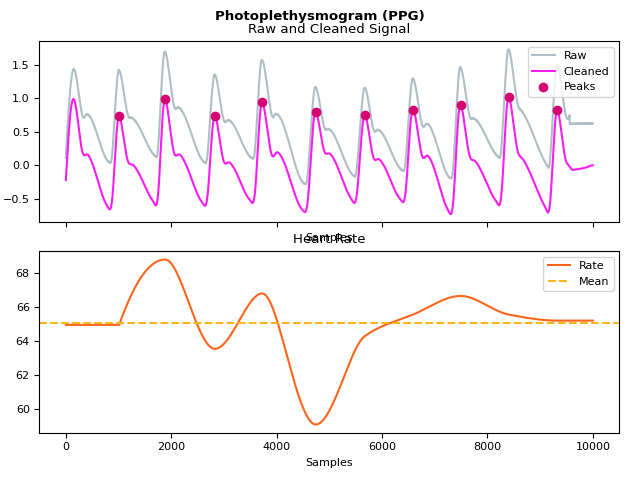 Photoplethysmogram (PPG)
Raw and Cleaned Signal
1.5
1.0
0.5
0.0
−0.5
Raw
Cleaned
Peaks
Samples
Heart Rate
68
66
64
62
60
Rate
Mean
0 2000 4000 6000 8000 10000
Samples